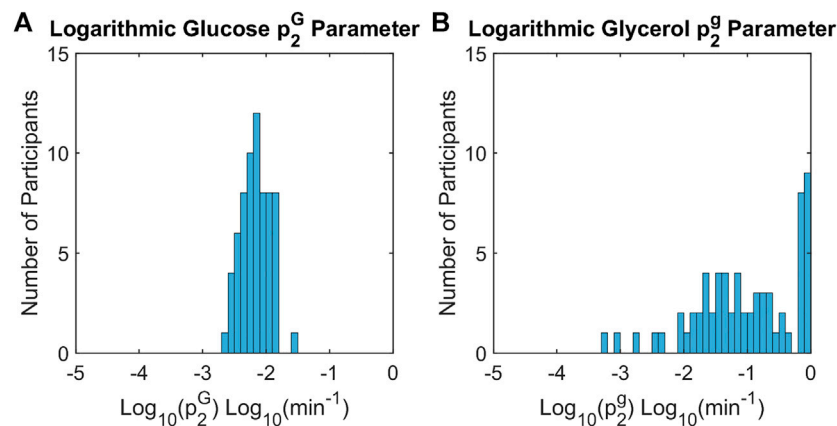 A Logarithmic Glucose p₂ᴳ Parameter
Number of Participants
15
10
5
0
-5 -4 -3 -2 -1 0
Log₁₀(p₂ᴳ) Log₁₀(min⁻¹)
B Logarithmic Glycerol p₂ᵍ Parameter
Number of Participants
15
10
5
0
-5 -4 -3 -2 -1 0
Log₁₀(p₂ᵍ) Log₁₀(min⁻¹)